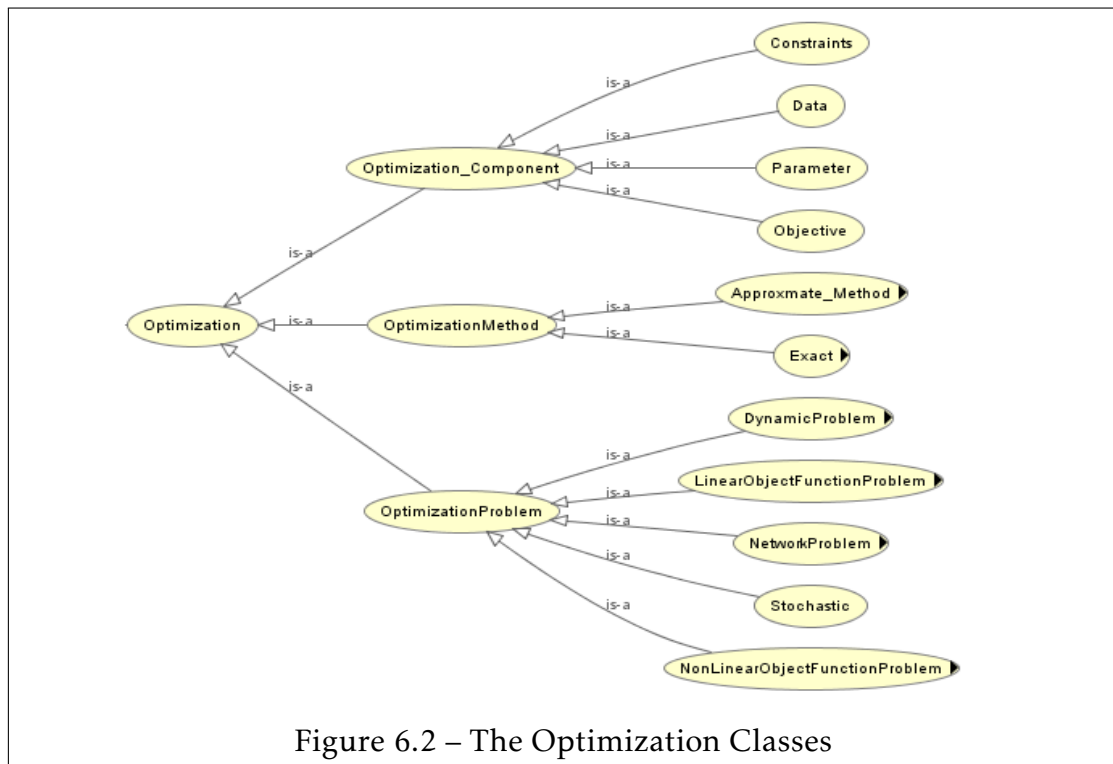 Constraints
is-a
Data
is-a
Optimization_Component
is-a
Parameter
is-a
Objective
is-a
Approxmate_Method
is-a
Optimization
is-a
OptimizationMethod
is-a
Exact
is-a
DynamicProblem
is-a
LinearObjectFunctionProblem
is-a
OptimizationProblem
is-a
NetworkProblem
is-a
Stochastic
is-a
NonLinearObjectFunctionProblem
Figure 6.2 – The Optimization Classes